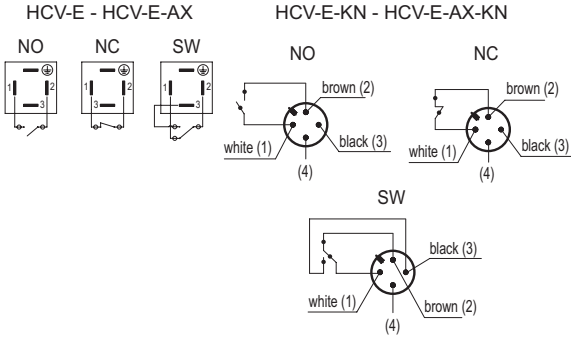 HCV-E - HCV-E-AX
HCV-E-KN - HCV-E-AX-KN
NO
NC
SW
1
2
3
1
2
3
1
2
3
NO
brown (2)
white (1)
black (3)
(4)
NC
brown (2)
white (1)
black (3)
(4)
SW
black (3)
white (1)
brown (2)
(4)